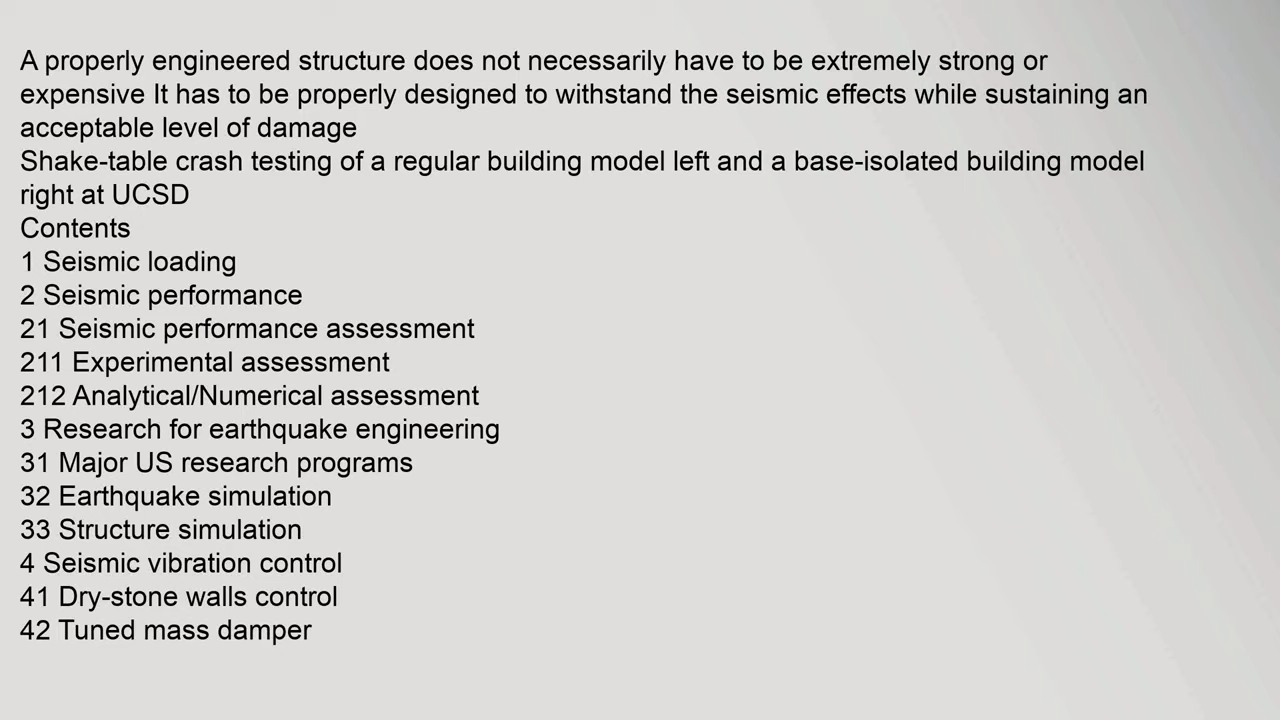 A properly engineered structure does not necessarily have to be extremely strong or
expensive It has to be properly designed to withstand the seismic effects while sustaining an
acceptable level of damage
Shake-table crash testing of a regular building model left and a base-isolated building model
right at UCSD
Contents
1 Seismic loading
2 Seismic performance
21 Seismic performance assessment
211 Experimental assessment
212 Analytical/Numerical assessment
3 Research for earthquake engineering
31 Major US research programs
32 Earthquake simulation
33 Structure simulation
4 Seismic vibration control
41 Dry-stone walls control
42 Tuned mass damper